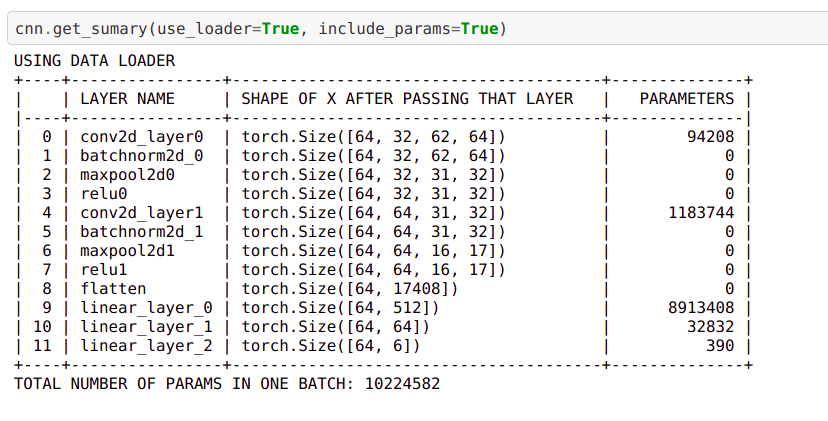 cnn.get_sumary(use_loader=True, include_params=True)
USING DATA LOADER
+----+----------------+---------------------------------------+--------------+
|    | LAYER NAME     | SHAPE OF X AFTER PASSING THAT LAYER   |   PARAMETERS |
|----+----------------+---------------------------------------+--------------|
|  0 | conv2d_layer0  | torch.Size([64, 32, 62, 64])          |        94208 |
|  1 | batchnorm2d_0  | torch.Size([64, 32, 62, 64])          |            0 |
|  2 | maxpool2d0     | torch.Size([64, 32, 31, 32])          |            0 |
|  3 | relu0          | torch.Size([64, 32, 31, 32])          |            0 |
|  4 | conv2d_layer1  | torch.Size([64, 64, 31, 32])          |      1183744 |
|  5 | batchnorm2d_1  | torch.Size([64, 64, 31, 32])          |            0 |
|  6 | maxpool2d1     | torch.Size([64, 64, 16, 17])          |            0 |
|  7 | relu1          | torch.Size([64, 64, 16, 17])          |            0 |
|  8 | flatten        | torch.Size([64, 17408])               |            0 |
|  9 | linear_layer_0 | torch.Size([64, 512])                 |      8913408 |
| 10 | linear_layer_1 | torch.Size([64, 64])                  |        32832 |
| 11 | linear_layer_2 | torch.Size([64, 6])                   |          390 |
+----+----------------+---------------------------------------+--------------+
TOTAL NUMBER OF PARAMS IN ONE BATCH: 10224582